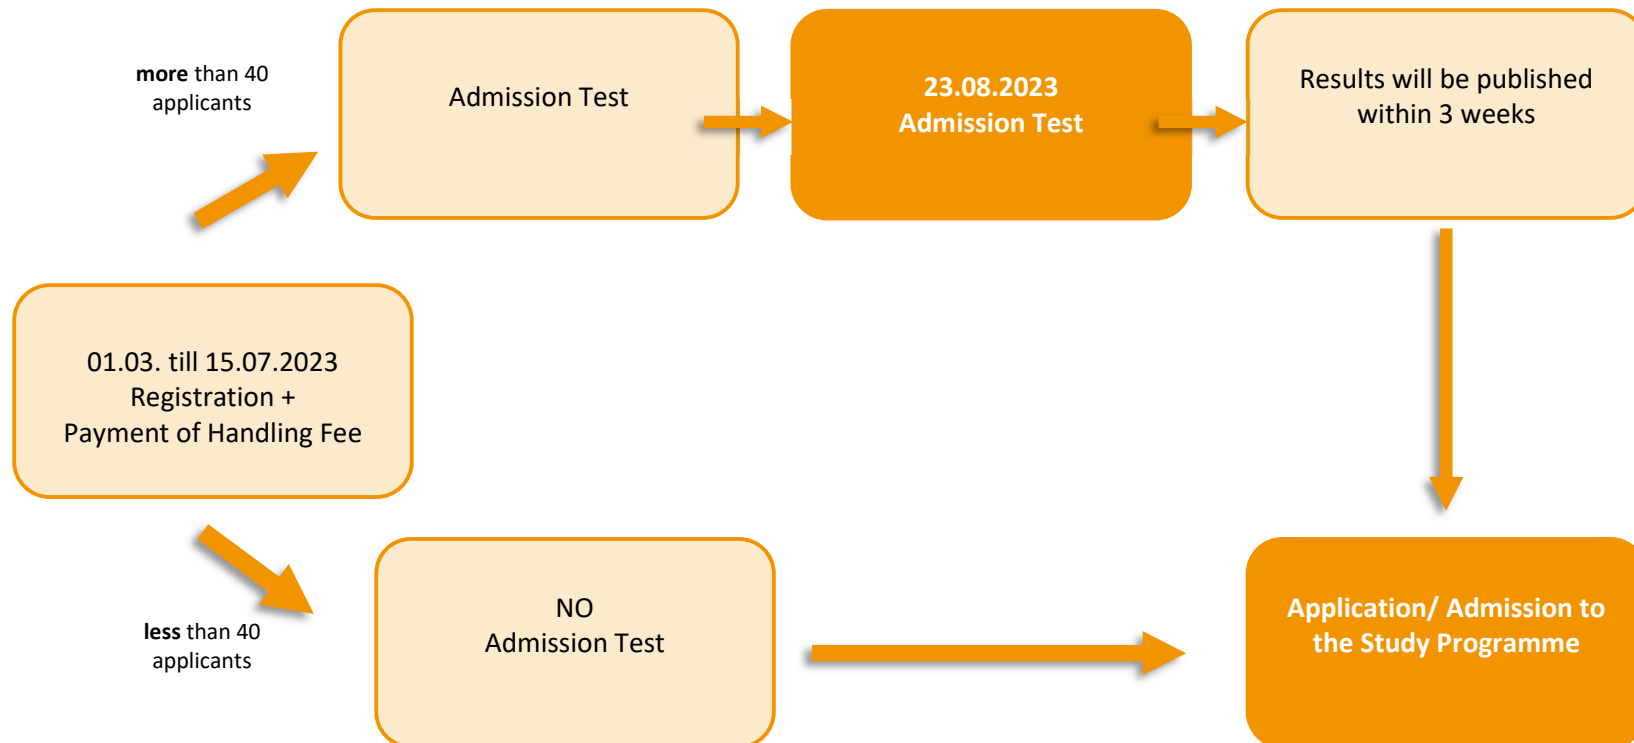 more than 40
applicants
Admission Test
23.08.2023
Admission Test
Results will be published
within 3 weeks
01.03. till 15.07.2023
Registration +
Payment of Handling Fee
less than 40
applicants
NO
Admission Test
Application/ Admission to
the Study Programme